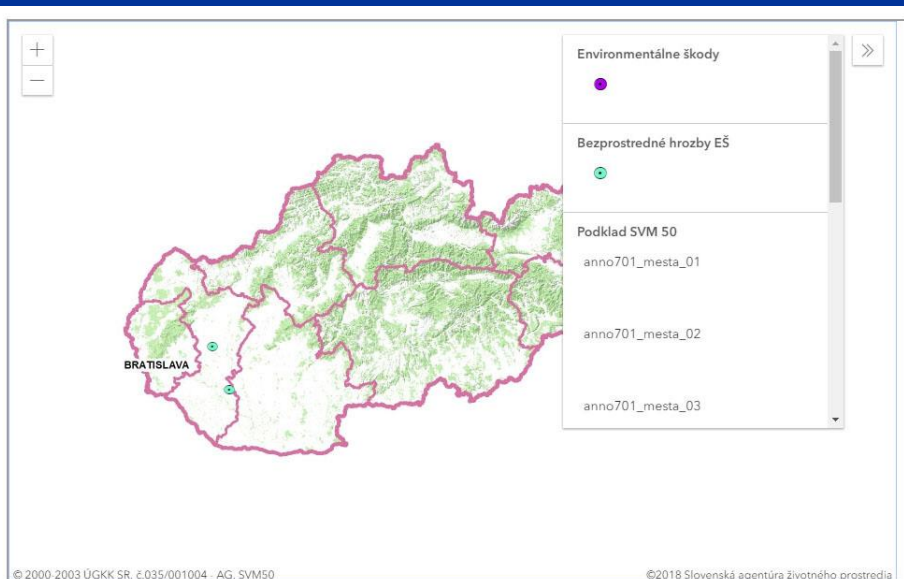 +
−
Environmentálne škody
Bezprostredné hrozby EŠ
Podklad SVM 50
anno701_mesta_01
anno701_mesta_02
anno701_mesta_03
BRATISLAVA
© 2000-2003 ÚGKK SR, č.035/001004 - AG, SVM50
©2018 Slovenská agentúra životného prostredia